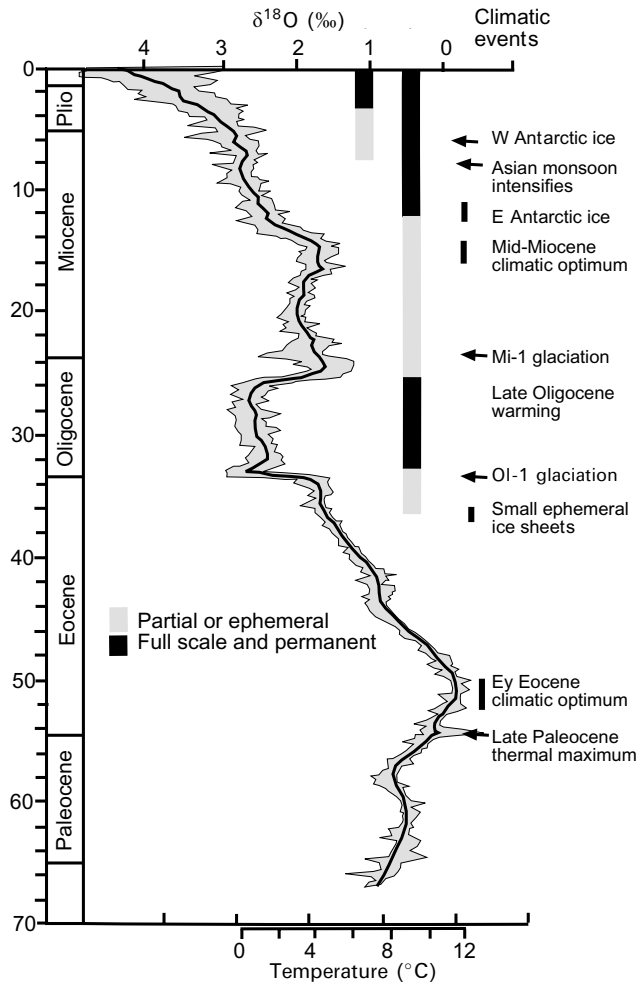 δ18O (‰)
Climatic
events
4 3 2 1 0
0
10
20
30
40
50
60
70
Plio
Miocene
Oligocene
Eocene
Paleocene
W Antarctic ice
Asian monsoon
intensifies
E Antarctic ice
Mid-Miocene
climatic optimum
Mi-1 glaciation
Late Oligocene
warming
Ol-1 glaciation
Small ephemeral
ice sheets
Partial or ephemeral
Full scale and permanent
Ey Eocene
climatic optimum
Late Paleocene
thermal maximum
0 4 8 12
Temperature (°C)